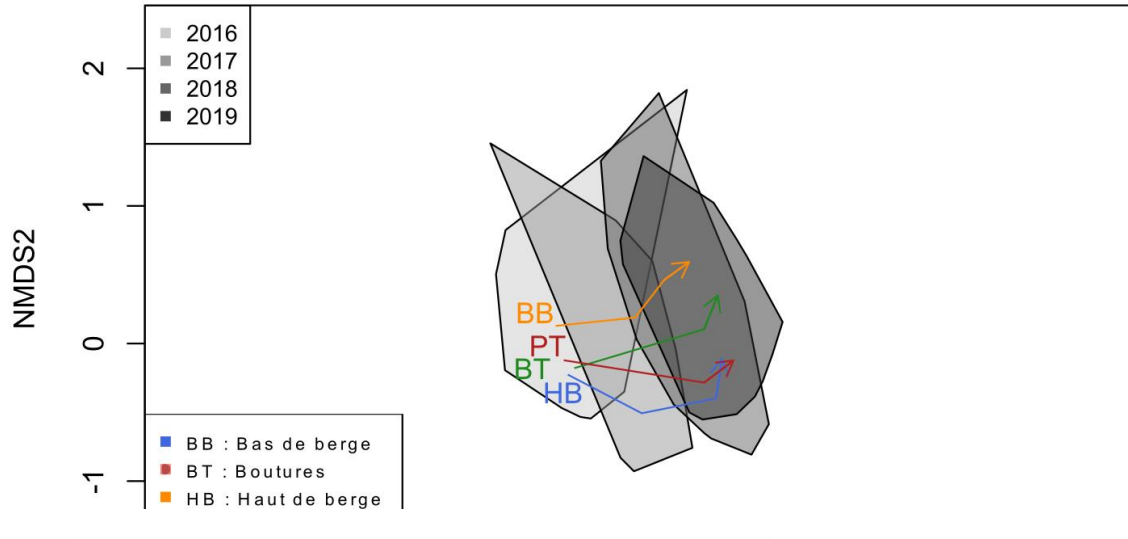 2016
2017
2018
2019
2
1
NMDS2
0
-1
BB
PT
BT
HB
BB : Bas de berge
BT : Boutures
HB : Haut de berge